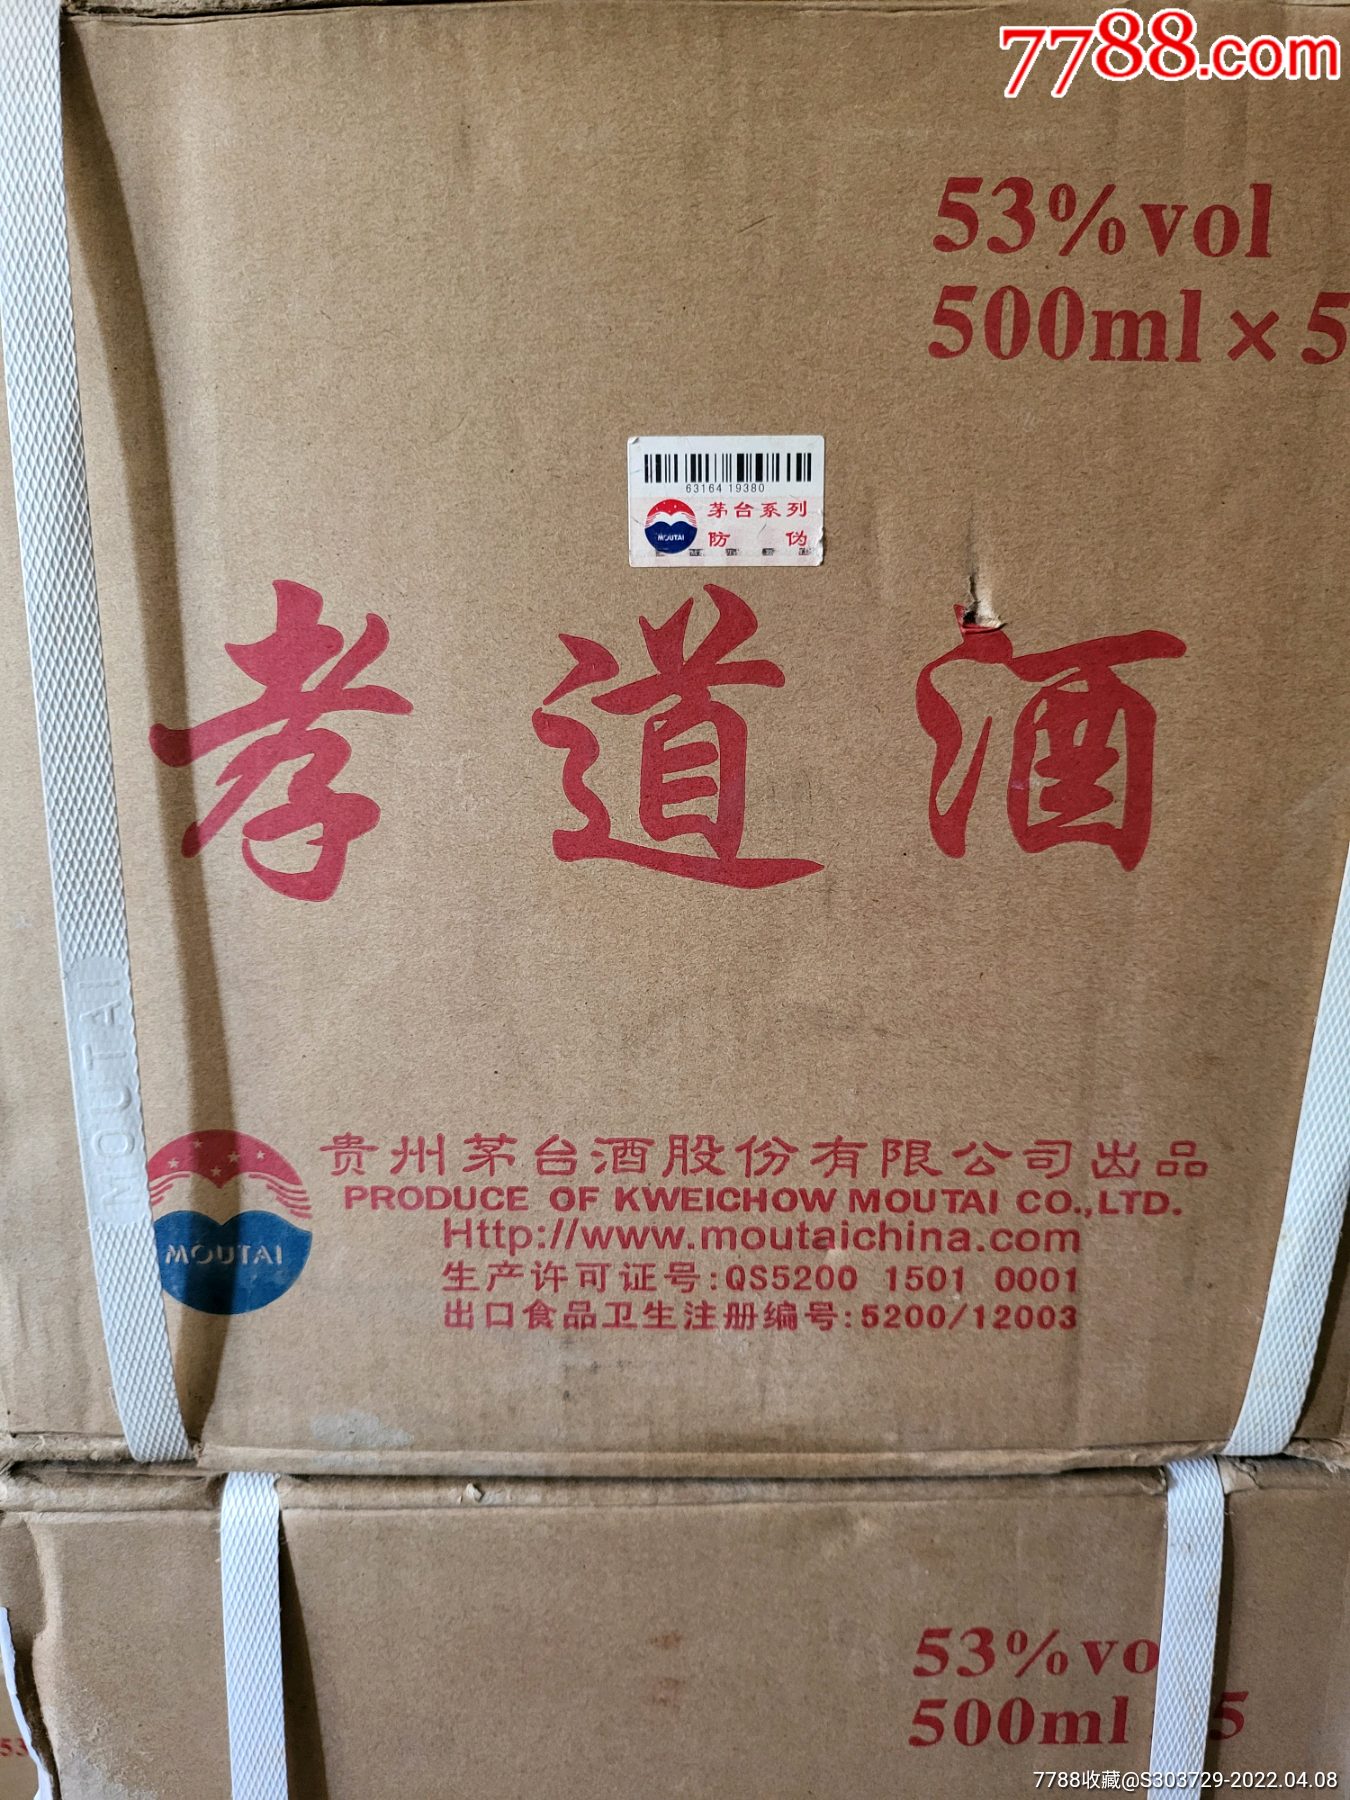 7788.com
53%vol
500ml×5
63164 19380
茅台系列
MOUTAI
防伪
孝道酒
MOUTAI
贵州茅台酒股份有限公司出品
PRODUCE OF KWEICHOW MOUTAI CO.,LTD.
Http://www.moutaichina.com
MOUTAI
生产许可证号:QS5200 1501 0001
出口食品卫生注册编号:5200/12003
53%vo
500ml 5
53
7788收藏@S303729-2022.04.08